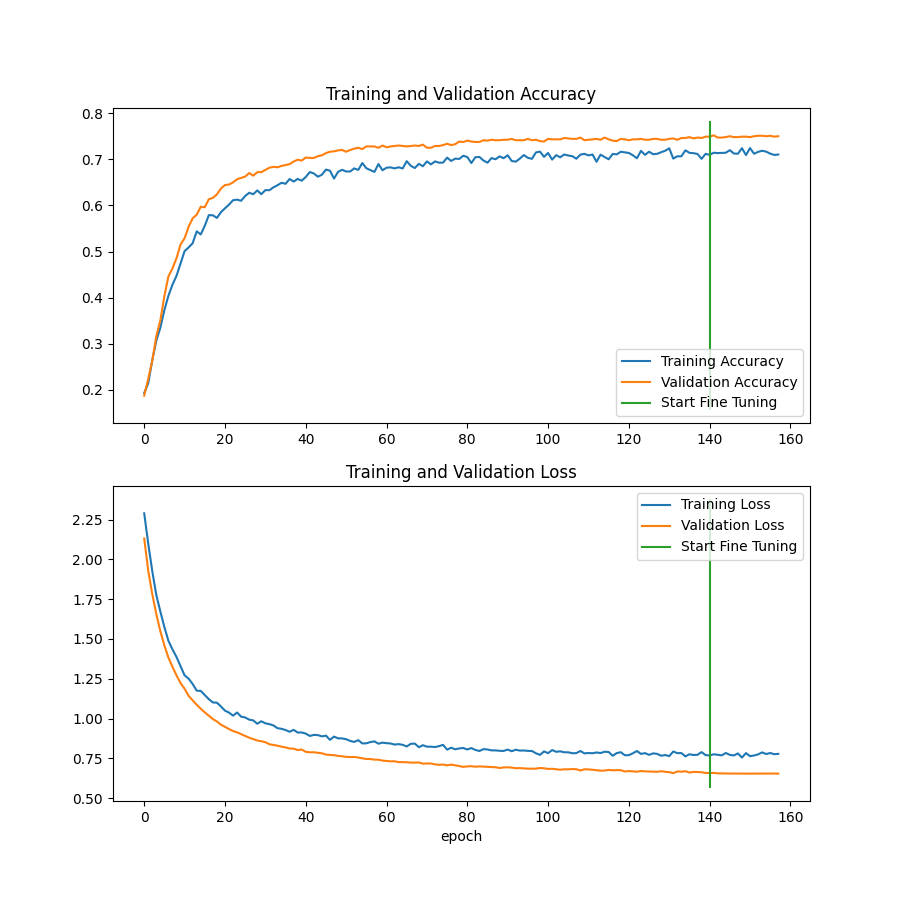 Training and Validation Accuracy
0.8
0.7
0.6
0.5
0.4
0.3
0.2
Training Accuracy
Validation Accuracy
Start Fine Tuning
0 20 40 60 80 100 120 140 160
Training and Validation Loss
2.25
2.00
1.75
1.50
1.25
1.00
0.75
0.50
Training Loss
Validation Loss
Start Fine Tuning
0 20 40 60 80 100 120 140 160
epoch